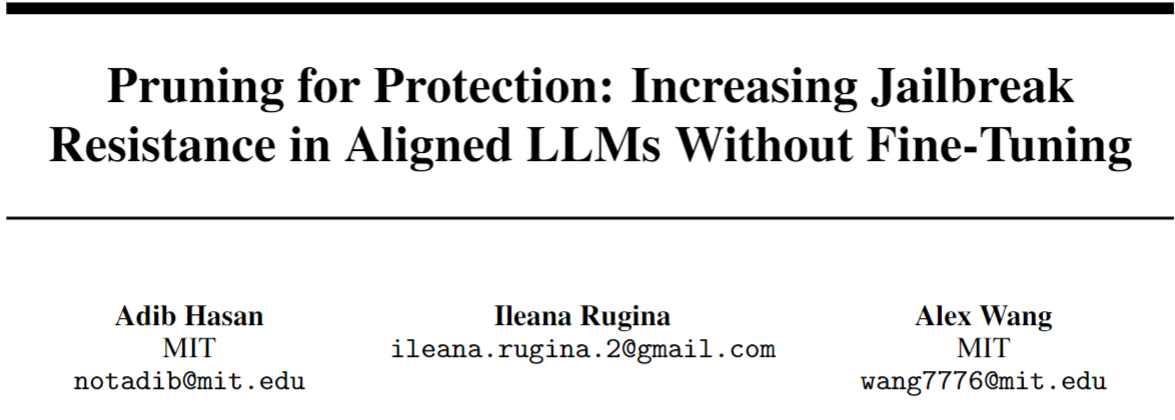 Pruning for Protection: Increasing Jailbreak
Resistance in Aligned LLMs Without Fine-Tuning
Adib Hasan
MIT
notadib@mit.edu
Ileana Rugina
ileana.rugina.2@gmail.com
Alex Wang
MIT
wang7776@mit.edu